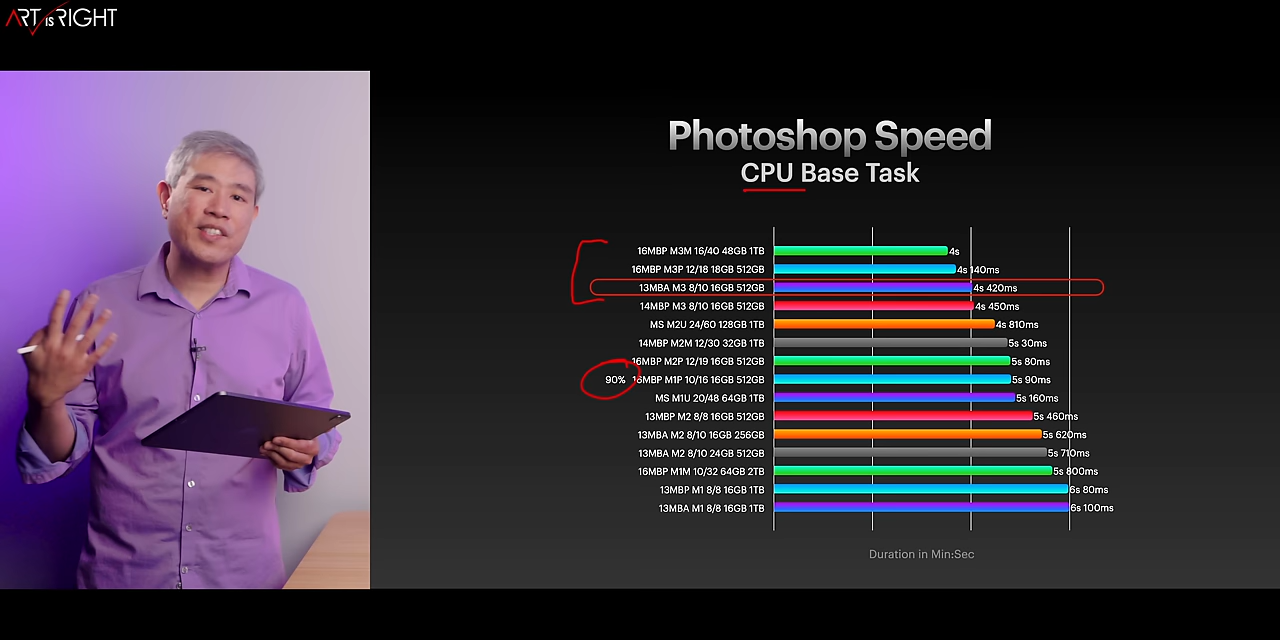 ART IS RIGHT
Photoshop Speed
CPU Base Task
16MBP M3M 16/40 48GB 1TB 4s
16MBP M3P 12/18 18GB 512GB 4s 140ms
13MBA M3 8/10 16GB 512GB 4s 420ms
14MBP M3 8/10 16GB 512GB 4s 450ms
MS M2U 24/60 128GB 1TB 4s 810ms
14MBP M2M 12/30 32GB 1TB 5s 30ms
16MBP M2P 12/19 16GB 512GB 5s 80ms
90% 16MBP M1P 10/16 16GB 512GB 5s 90ms
MS M1U 20/48 64GB 1TB 5s 160ms
13MBP M2 8/8 16GB 512GB 5s 460ms
13MBA M2 8/10 16GB 256GB 5s 620ms
13MBA M2 8/10 24GB 512GB 5s 710ms
16MBP M1M 10/32 64GB 2TB 5s 800ms
13MBP M1 8/8 16GB 1TB 6s 80ms
13MBA M1 8/8 16GB 1TB 6s 100ms
Duration in Min:Sec